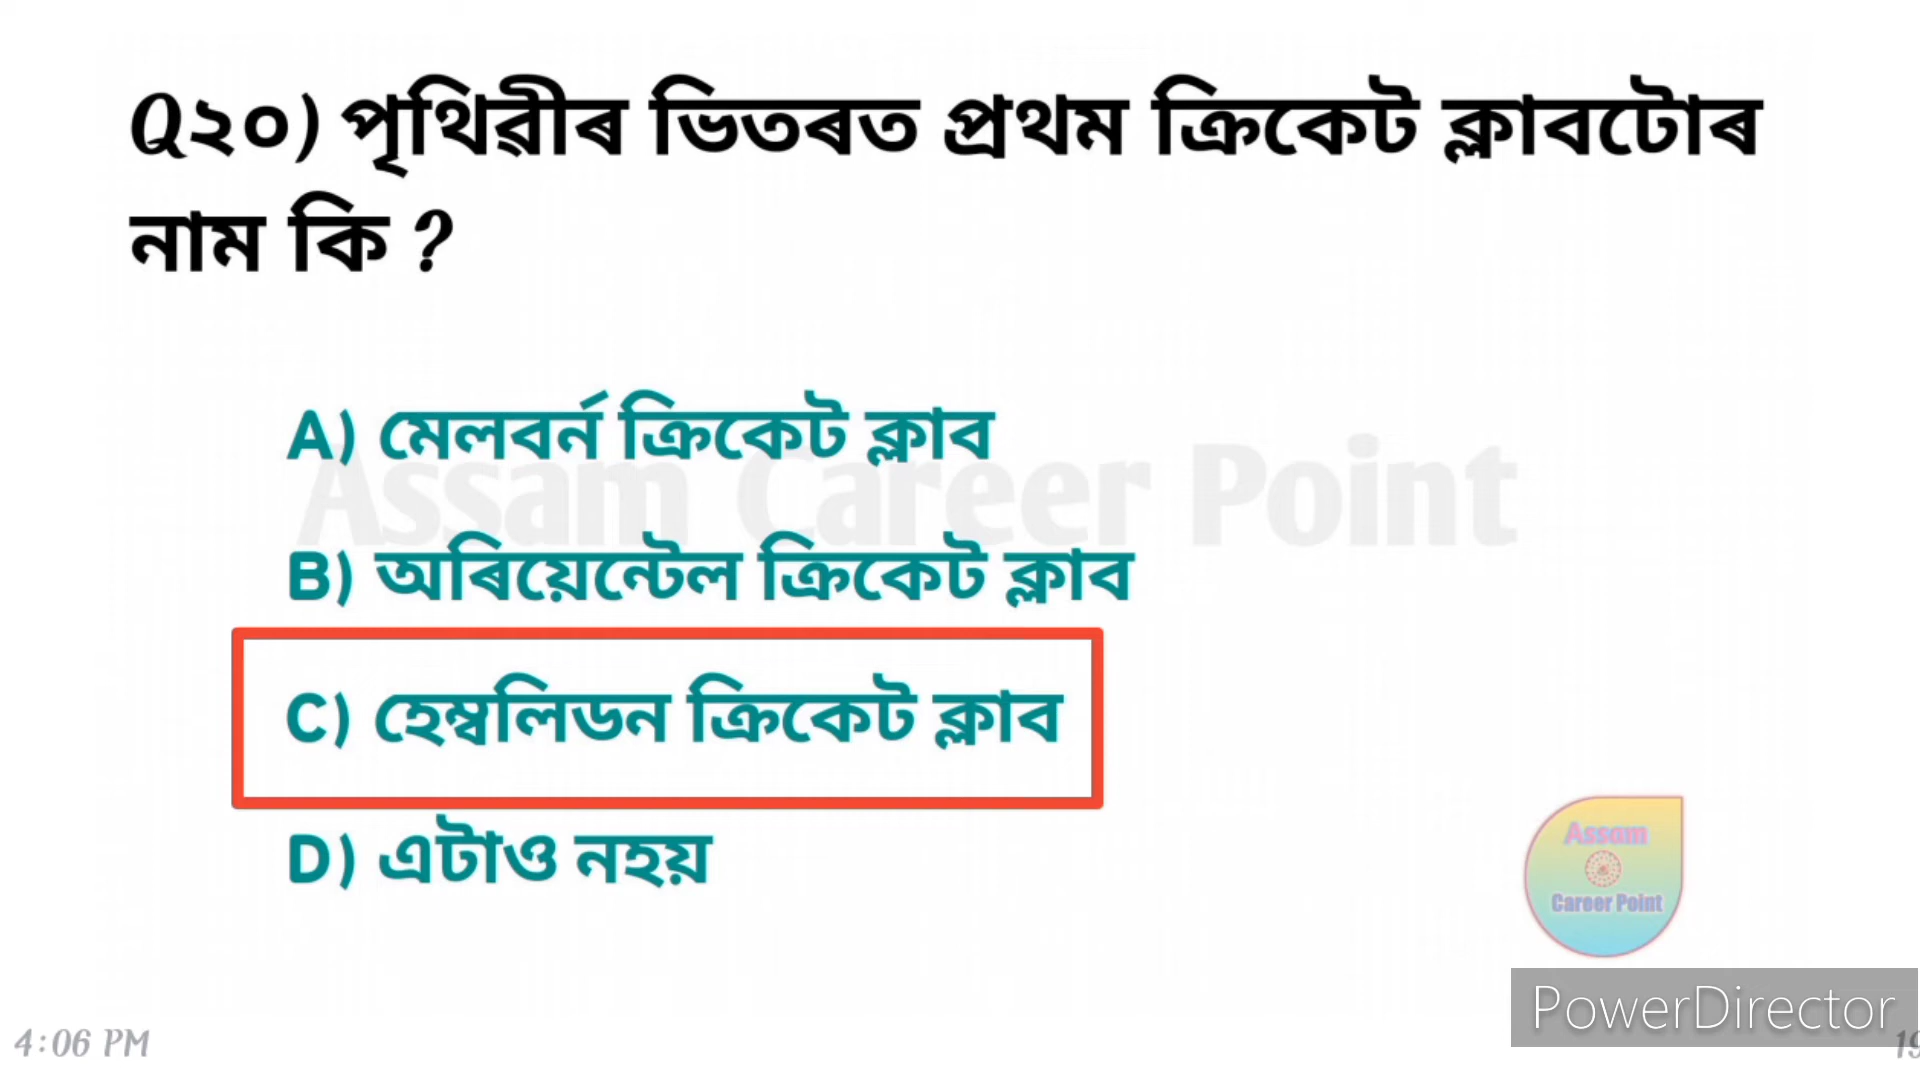 Q২০) পৃথিৱীৰ ভিতৰত প্ৰথম ক্ৰিকেট ক্লাবটোৰ
নাম কি ?
A) মেলবৰ্ন ক্ৰিকেট ক্লাব
Assam Career Point
B) অৰিয়েন্টেল ক্ৰিকেট ক্লাব
C) হেম্বলিডন ক্ৰিকেট ক্লাব
D) এটাও নহয়
Assam
Career Point
PowerDirector
4:06 PM
19